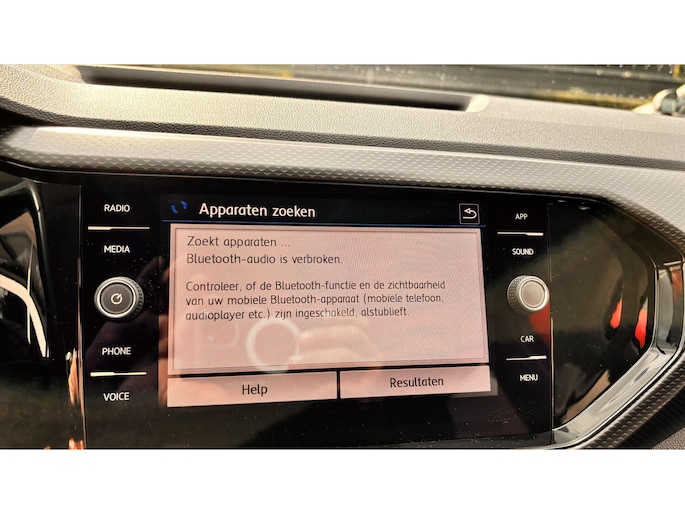 RADIO
MEDIA
PHONE
VOICE
Apparaten zoeken
Zoekt apparaten ...
Bluetooth-audio is verbroken.
Controleer, of de Bluetooth-functie en de zichtbaarheid
van uw mobiele Bluetooth-apparaat (mobiele telefoon,
audioplayer etc.) zijn ingeschakeld, alstublieft.
Help
Resultaten
APP
SOUND
CAR
MENU